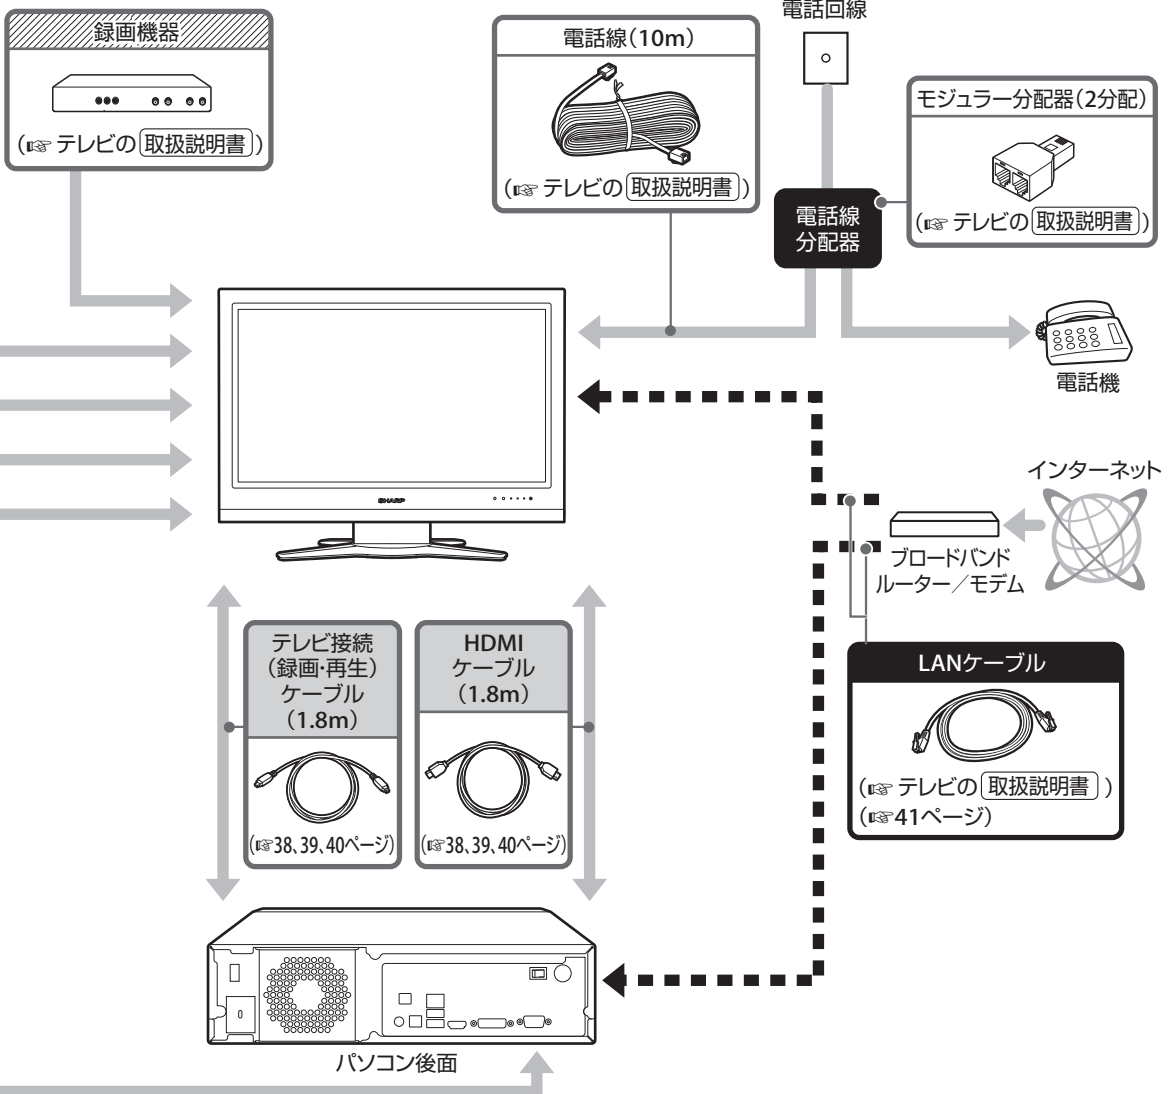 電話回線
録画機器
(☞ テレビの 取扱説明書)
電話線（10m）
(☞ テレビの 取扱説明書)
モジュラー分配器（2分配）
(☞ テレビの 取扱説明書)
電話線
分配器
電話機
SHARP
インターネット
ブロードバンド
ルーター／モデム
テレビ接続
（録画・再生）
ケーブル
（1.8m）
(☞38、39、40ページ)
HDMI
ケーブル
（1.8m）
(☞38、39、40ページ)
LANケーブル
(☞ テレビの 取扱説明書)
(☞41ページ)
パソコン後面